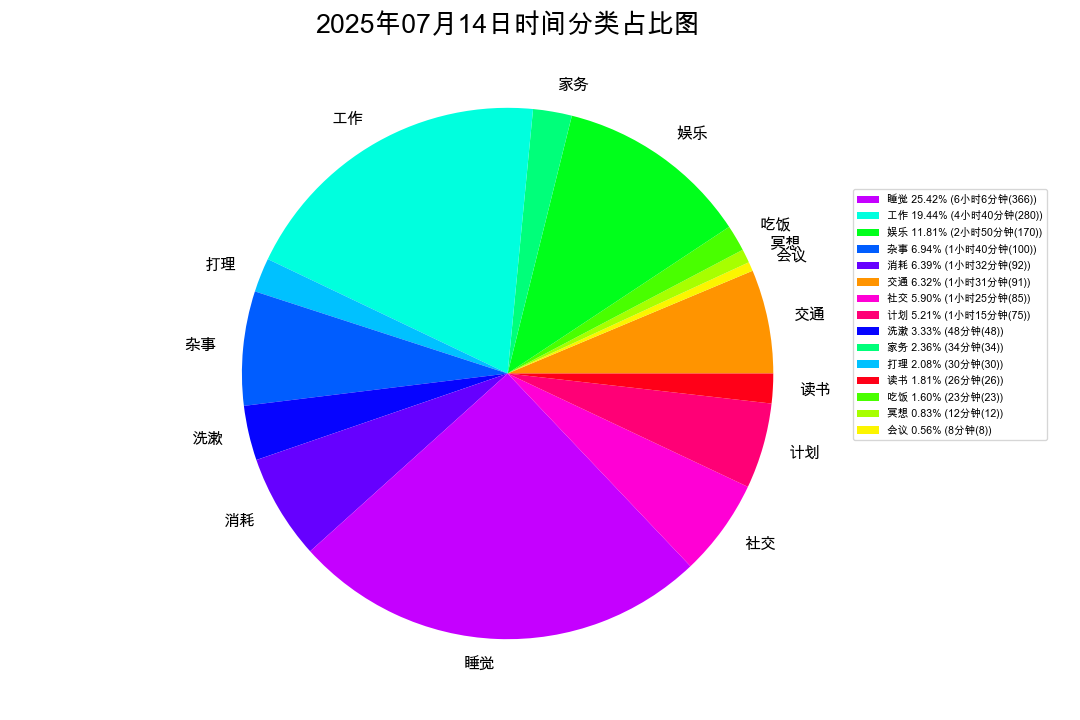 2025年07月14日时间分类占比图
家务
工作
娱乐
吃饭
冥想
会议
打理
交通
杂事
读书
洗漱
计划
消耗
社交
睡觉
睡觉 25.42% (6小时6分钟(366))
工作 19.44% (4小时40分钟(280))
娱乐 11.81% (2小时50分钟(170))
杂事 6.94% (1小时40分钟(100))
消耗 6.39% (1小时32分钟(92))
交通 6.32% (1小时31分钟(91))
社交 5.90% (1小时25分钟(85))
计划 5.21% (1小时15分钟(75))
洗漱 3.33% (48分钟(48))
家务 2.36% (34分钟(34))
打理 2.08% (30分钟(30))
读书 1.81% (26分钟(26))
吃饭 1.60% (23分钟(23))
冥想 0.83% (12分钟(12))
会议 0.56% (8分钟(8))